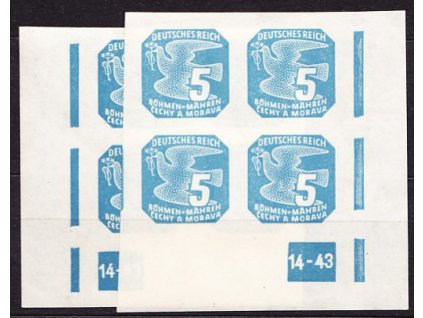 DEUTSCHES REICH
5
BÖHMEN-MÄHREN
ČECHY A MORAVA
DEUTSCHES REICH
5
BÖHMEN-MÄHREN
ČECHY A MORAVA
DEUTSCHES REICH
5
BÖHMEN-MÄHREN
ČECHY A MORAVA
DEUTSCHES REICH
5
BÖHMEN-MÄHREN
ČECHY A MORAVA
14-
14-43